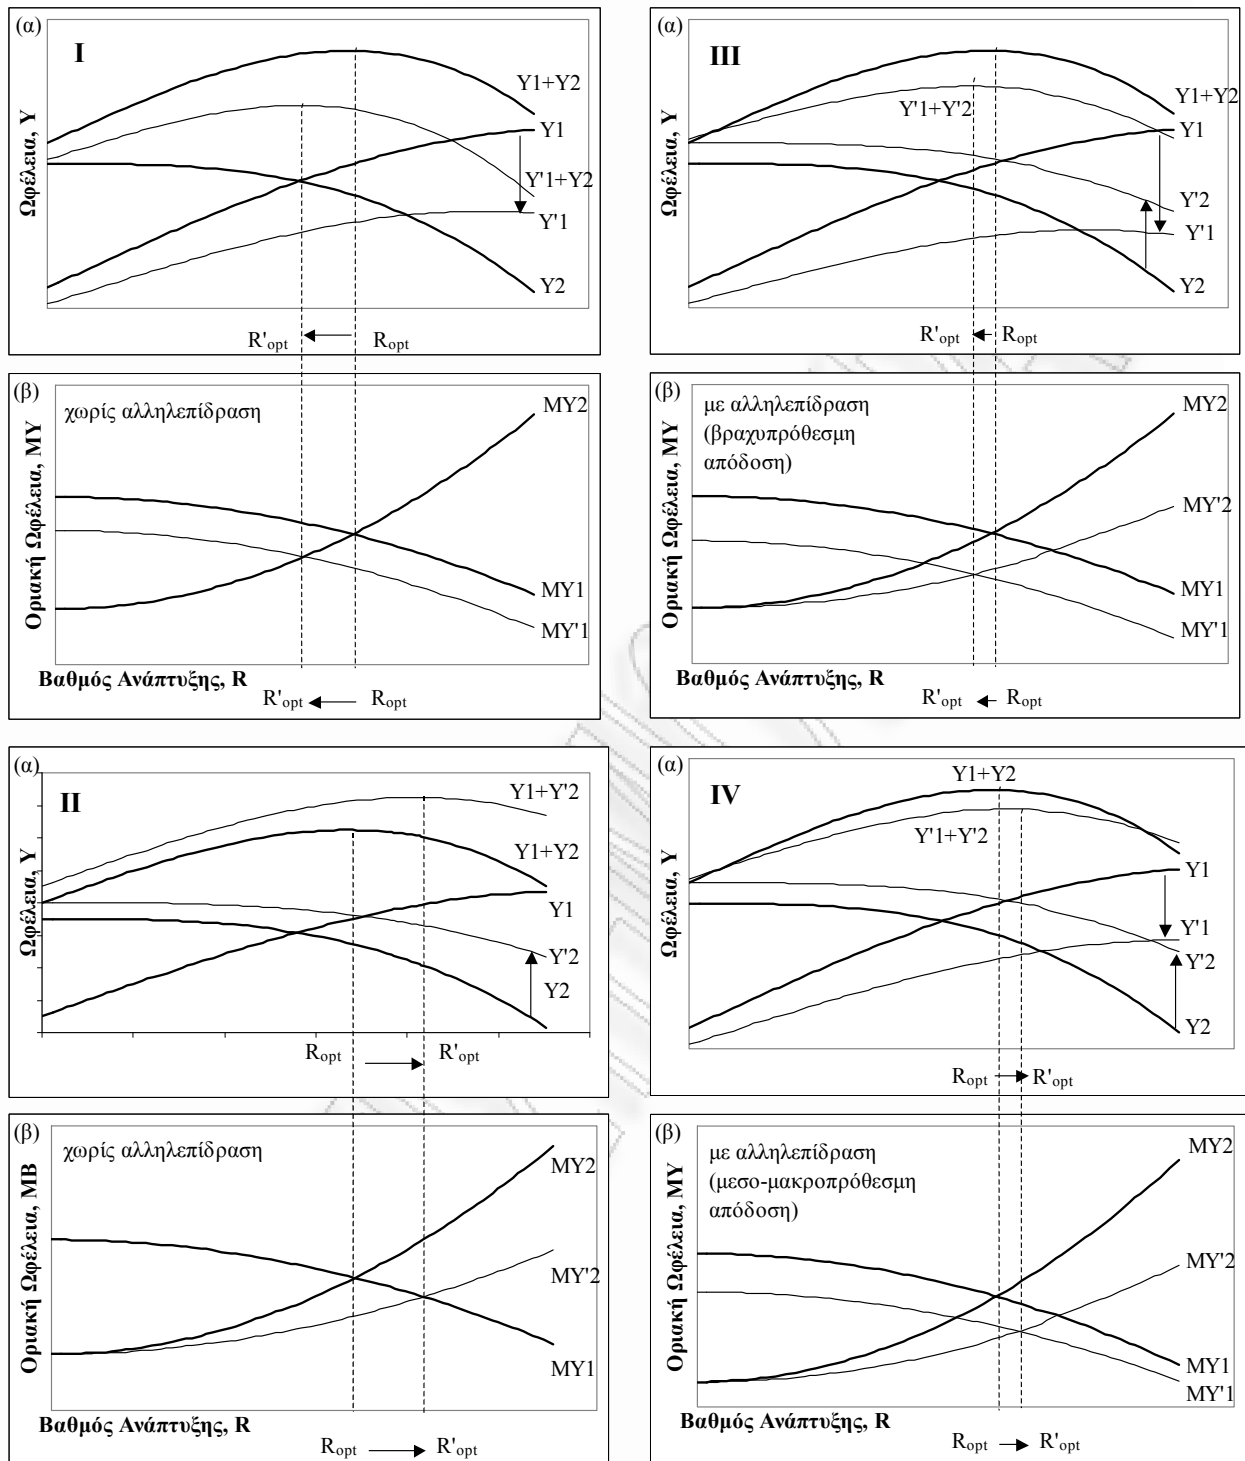 (α)
I
Ωφέλεια, Y
Y1+Y2
Y1
Y'1+Y2
Y'1
Y2
R'opt
Ropt
(β)
χωρίς αλληλεπίδραση
Οριακή Ωφέλεια, MY
MY2
MY1
MY'1
Βαθμός Ανάπτυξης, R
R'opt
Ropt
(α)
III
Ωφέλεια, Y
Y'1+Y'2
Y1+Y2
Y1
Y'2
Y'1
Y2
R'opt
Ropt
(β)
με αλληλεπίδραση
(βραχυπρόθεσμη
απόδοση)
Οριακή Ωφέλεια, MY
MY2
MY'2
MY1
MY'1
Βαθμός Ανάπτυξης, R
R'opt
Ropt
(α)
II
Ωφέλεια, Y
Y1+Y'2
Y1+Y2
Y1
Y'2
Y2
Ropt
R'opt
(β)
χωρίς αλληλεπίδραση
Οριακή Ωφέλεια, MB
MY2
MY'2
MY1
Βαθμός Ανάπτυξης, R
Ropt
R'opt
(α)
IV
Ωφέλεια, Y
Y1+Y2
Y'1+Y'2
Y1
Y'1
Y'2
Y2
Ropt
R'opt
(β)
με αλληλεπίδραση
(μεσο-μακροπρόθεσμη
απόδοση)
Οριακή Ωφέλεια, MY
MY2
MY'2
MY1
MY'1
Βαθμός Ανάπτυξης, R
Ropt
R'opt